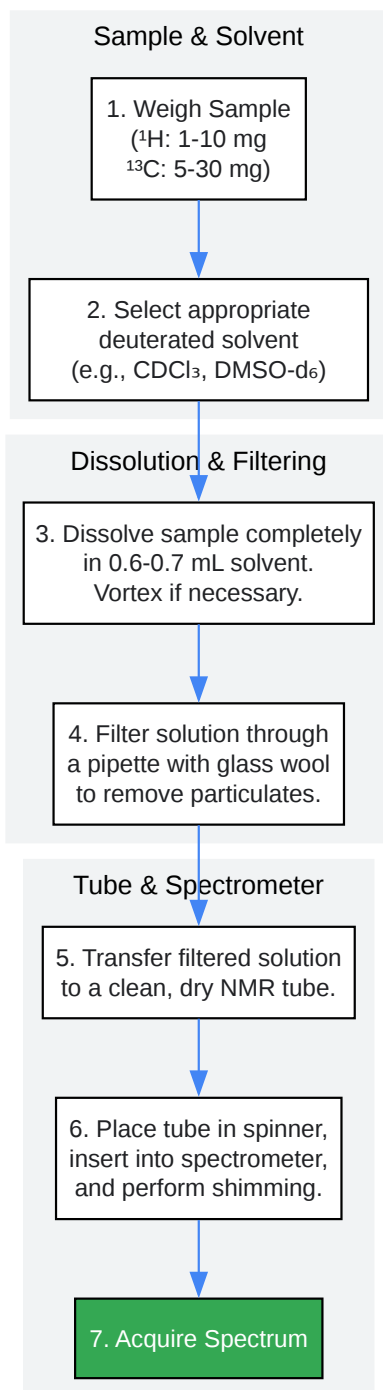 Sample & Solvent
1. Weigh Sample
(¹H: 1-10 mg
¹³C: 5-30 mg)
2. Select appropriate
deuterated solvent
(e.g., CDCl₃, DMSO-d₆)
Dissolution & Filtering
3. Dissolve sample completely
in 0.6-0.7 mL solvent.
Vortex if necessary.
4. Filter solution through
a pipette with glass wool
to remove particulates.
Tube & Spectrometer
5. Transfer filtered solution
to a clean, dry NMR tube.
6. Place tube in spinner,
insert into spectrometer,
and perform shimming.
7. Acquire Spectrum